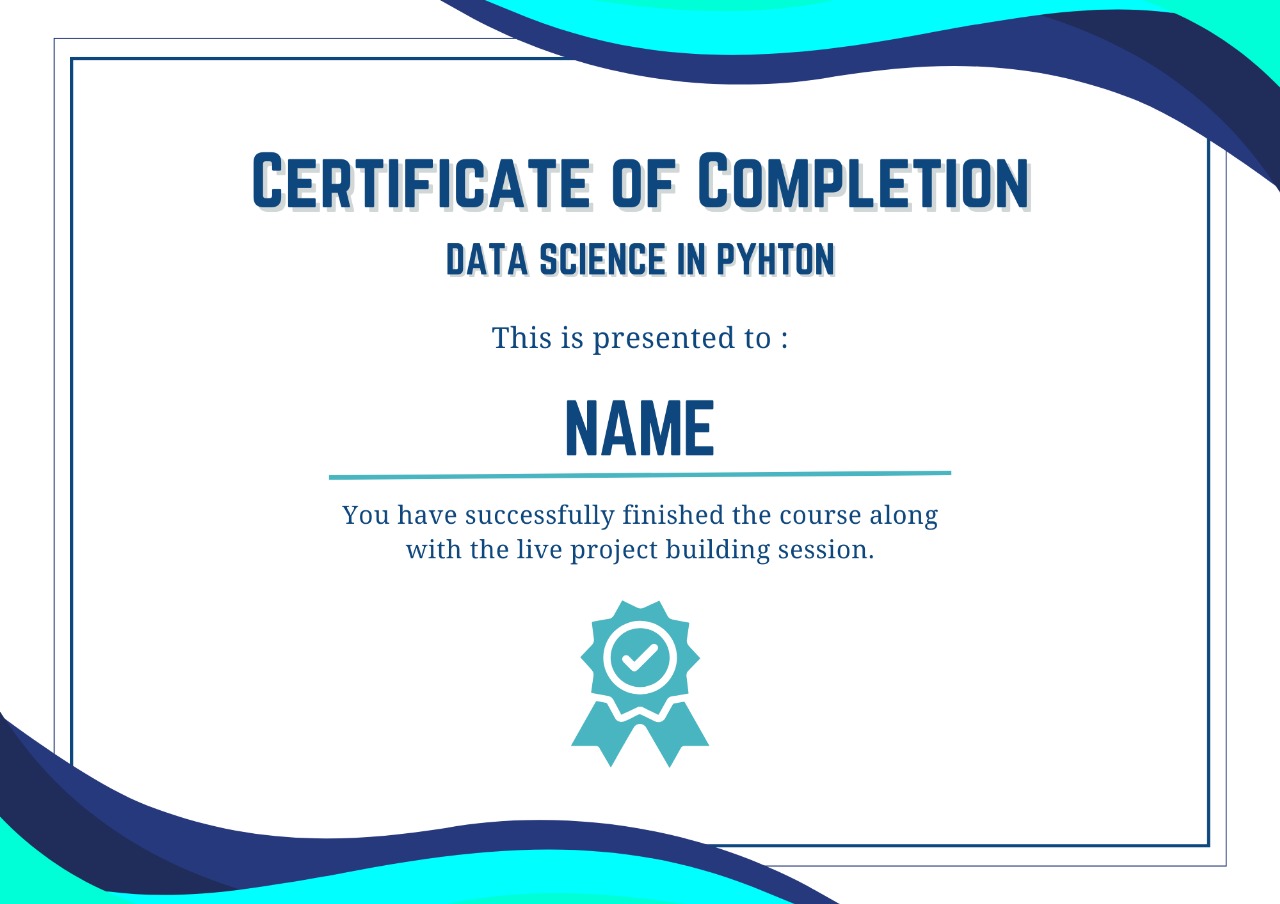 Certificate of Completion
DATA SCIENCE IN PYHTON
This is presented to :
NAME
You have successfully finished the course along
with the live project building session.